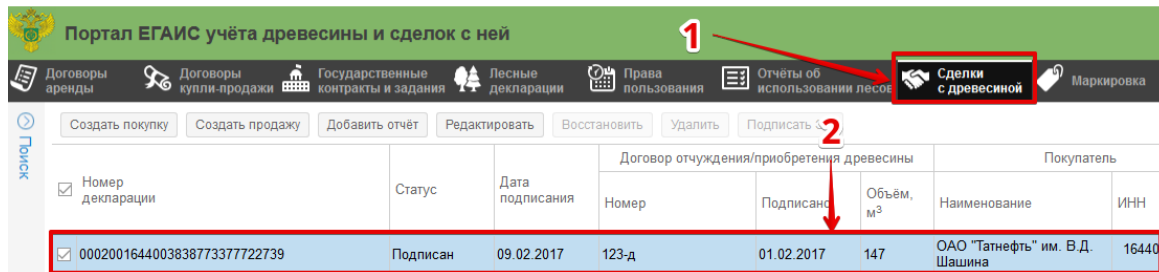 Портал ЕГАИС учёта древесины и сделок с ней
1
Договоры аренды
Договоры купли-продажи
Государственные контракты и задания
Лесные декларации
Права пользования
Отчёты об использовании лесов
Сделки с древесиной
Маркировка
Поиск
Создать покупку Создать продажу Добавить отчёт Редактировать Восстановить Удалить Подписать
2
Договор отчуждения/приобретения древесины Покупатель
Номер декларации
Статус
Дата подписания
Номер
Подписано
Объём, м³
Наименование
ИНН
0002001644003838773377722739 Подписан 09.02.2017 123-д 01.02.2017 147 ОАО "Татнефть" им. В.Д. Шашина 16440